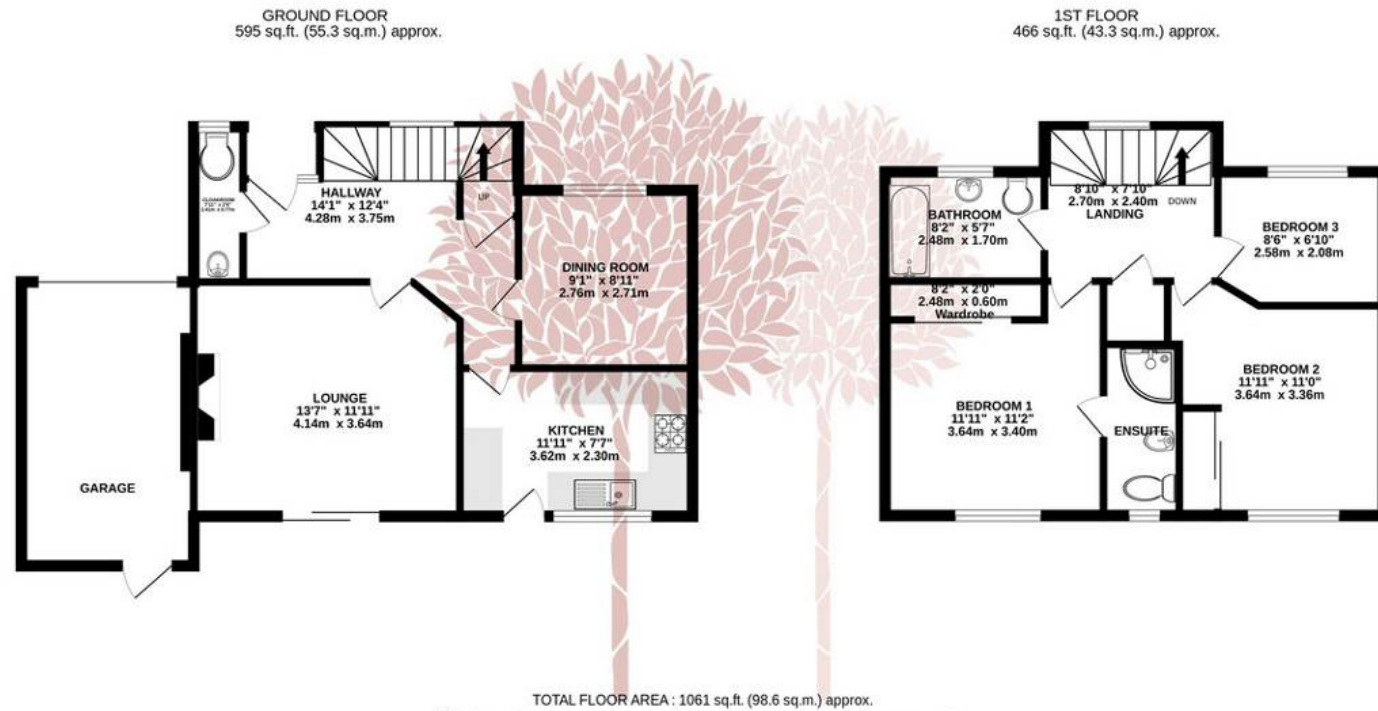 GROUND FLOOR
595 sq.ft. (55.3 sq.m.) approx.
1ST FLOOR
466 sq.ft. (43.3 sq.m.) approx.
CLOAKROOM
HALLWAY
14'1" x 12'4"
4.28m x 3.75m
UP
DINING ROOM
9'1" x 8'11"
2.76m x 2.71m
LOUNGE
13'7" x 11'11"
4.14m x 3.64m
KITCHEN
11'11" x 7'7"
3.62m x 2.30m
GARAGE
BATHROOM
8'2" x 5'7"
2.48m x 1.70m
8'10" x 7'10"
2.70m x 2.40m
LANDING
DOWN
BEDROOM 3
8'6" x 6'10"
2.58m x 2.08m
8'2" x 2'0"
2.48m x 0.60m
Wardrobe
BEDROOM 1
11'11" x 11'2"
3.64m x 3.40m
ENSUITE
BEDROOM 2
11'11" x 11'0"
3.64m x 3.36m
TOTAL FLOOR AREA : 1061 sq.ft. (98.6 sq.m.) approx.